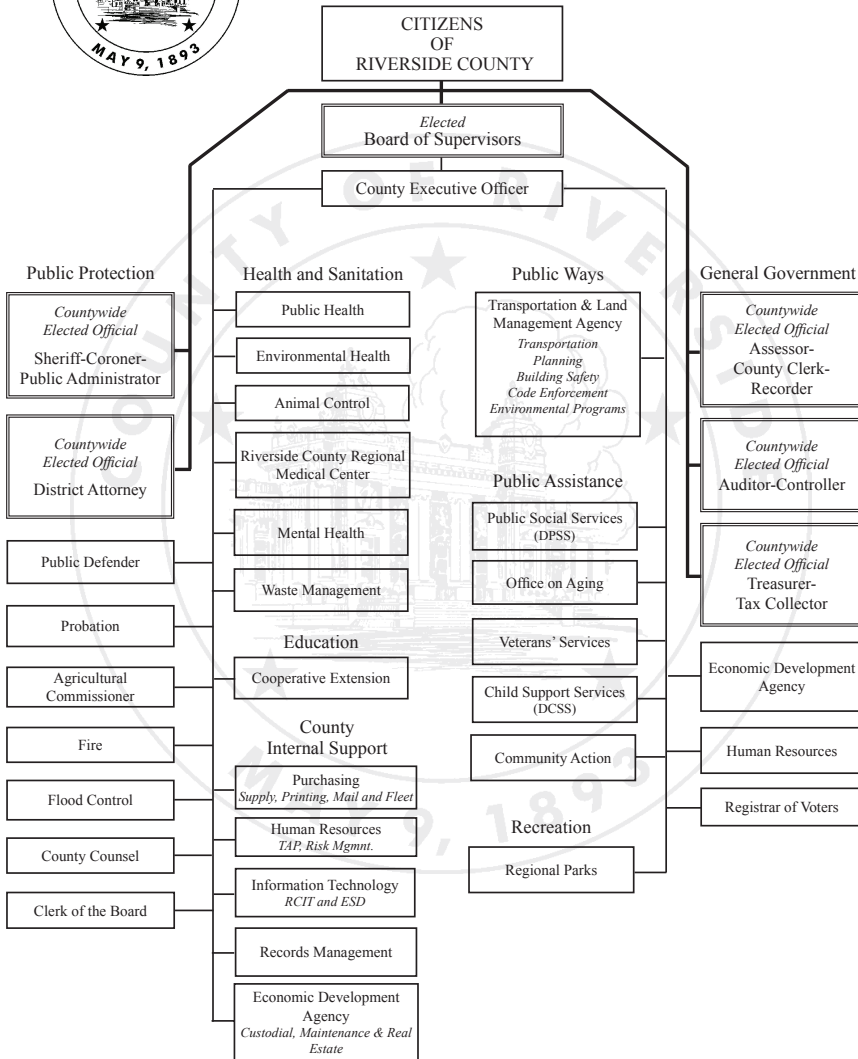 MAY 9, 1893
CITIZENS
OF
RIVERSIDE COUNTY
Elected
Board of Supervisors
County Executive Officer
COUNTY OF RIVERSIDE
MAY 9, 1893
Public Protection
Countywide
Elected Official
Sheriff-Coroner-
Public Administrator
Countywide
Elected Official
District Attorney
Public Defender
Probation
Agricultural
Commissioner
Fire
Flood Control
County Counsel
Clerk of the Board
Health and Sanitation
Public Health
Environmental Health
Animal Control
Riverside County Regional
Medical Center
Mental Health
Waste Management
Education
Cooperative Extension
County
Internal Support
Purchasing
Supply, Printing, Mail and Fleet
Human Resources
TAP, Risk Mgmnt.
Information Technology
RCIT and ESD
Records Management
Economic Development
Agency
Custodial, Maintenance & Real
Estate
Public Ways
Transportation & Land
Management Agency
Transportation
Planning
Building Safety
Code Enforcement
Environmental Programs
Public Assistance
Public Social Services
(DPSS)
Office on Aging
Veterans' Services
Child Support Services
(DCSS)
Community Action
Recreation
Regional Parks
General Government
Countywide
Elected Official
Assessor-
County Clerk-
Recorder
Countywide
Elected Official
Auditor-Controller
Countywide
Elected Official
Treasurer-
Tax Collector
Economic Development
Agency
Human Resources
Registrar of Voters